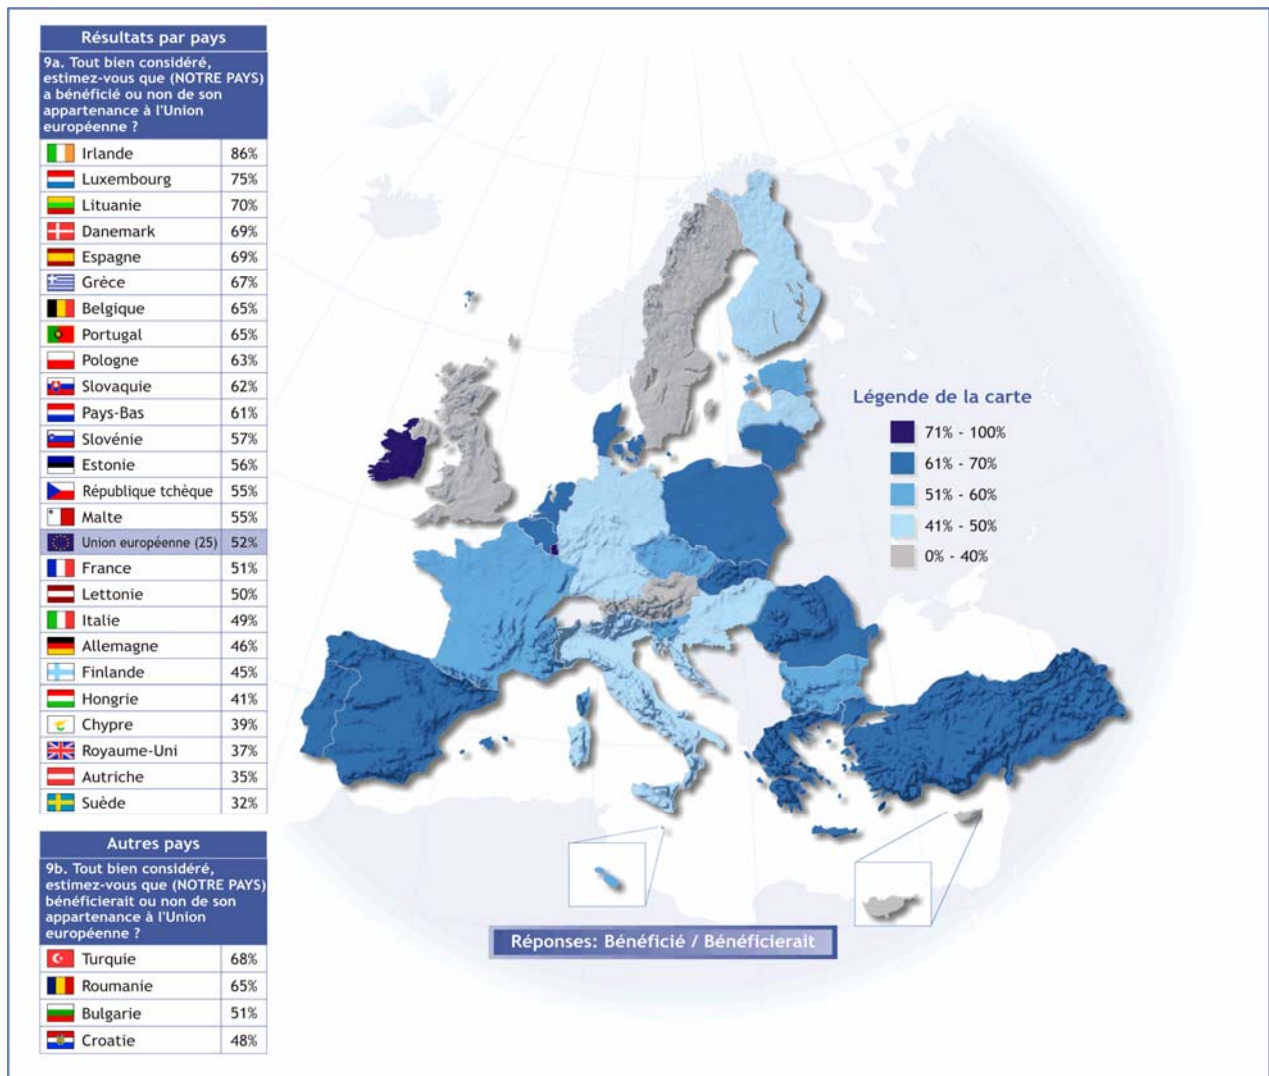 Résultats par pays
9a. Tout bien considéré,
estimez-vous que (NOTRE PAYS)
a bénéficié ou non de son
appartenance à l'Union
européenne ?
Irlande 86%
Luxembourg 75%
Lituanie 70%
Danemark 69%
Espagne 69%
Grèce 67%
Belgique 65%
Portugal 65%
Pologne 63%
Slovaquie 62%
Pays-Bas 61%
Slovénie 57%
Estonie 56%
République tchèque 55%
Malte 55%
Union européenne (25) 52%
France 51%
Lettonie 50%
Italie 49%
Allemagne 46%
Finlande 45%
Hongrie 41%
Chypre 39%
Royaume-Uni 37%
Autriche 35%
Suède 32%
Autres pays
9b. Tout bien considéré,
estimez-vous que (NOTRE PAYS)
bénéficierait ou non de son
appartenance à l'Union
européenne ?
Turquie 68%
Roumanie 65%
Bulgarie 51%
Croatie 48%
Légende de la carte
71% - 100%
61% - 70%
51% - 60%
41% - 50%
0% - 40%
Réponses: Bénéficié / Bénéficierait